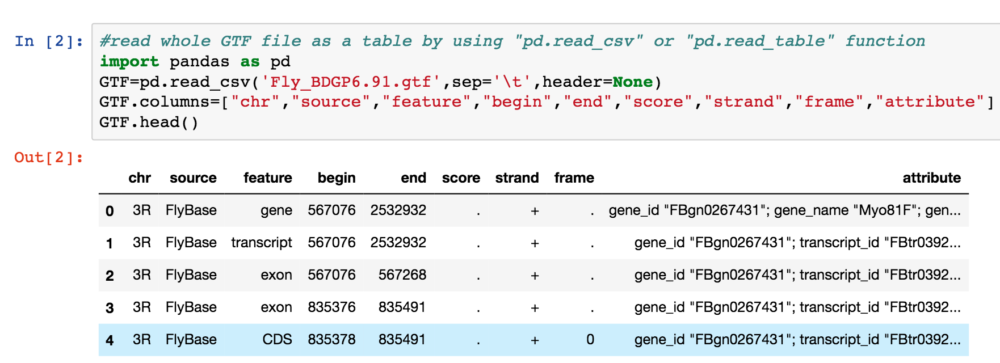 In [2]: #read whole GTF file as a table by using "pd.read_csv" or "pd.read_table" function
import pandas as pd
GTF=pd.read_csv('Fly_BDGP6.91.gtf',sep='\t',header=None)
GTF.columns=["chr","source","feature","begin","end","score","strand","frame","attribute"]
GTF.head()
Out[2]:
chr source feature begin end score strand frame attribute
0 3R FlyBase gene 567076 2532932 . + . gene_id "FBgn0267431"; gene_name "Myo81F"; gen...
1 3R FlyBase transcript 567076 2532932 . + . gene_id "FBgn0267431"; transcript_id "FBtr0392...
2 3R FlyBase exon 567076 567268 . + . gene_id "FBgn0267431"; transcript_id "FBtr0392...
3 3R FlyBase exon 835376 835491 . + . gene_id "FBgn0267431"; transcript_id "FBtr0392...
4 3R FlyBase CDS 835378 835491 . + 0 gene_id "FBgn0267431"; transcript_id "FBtr0392...